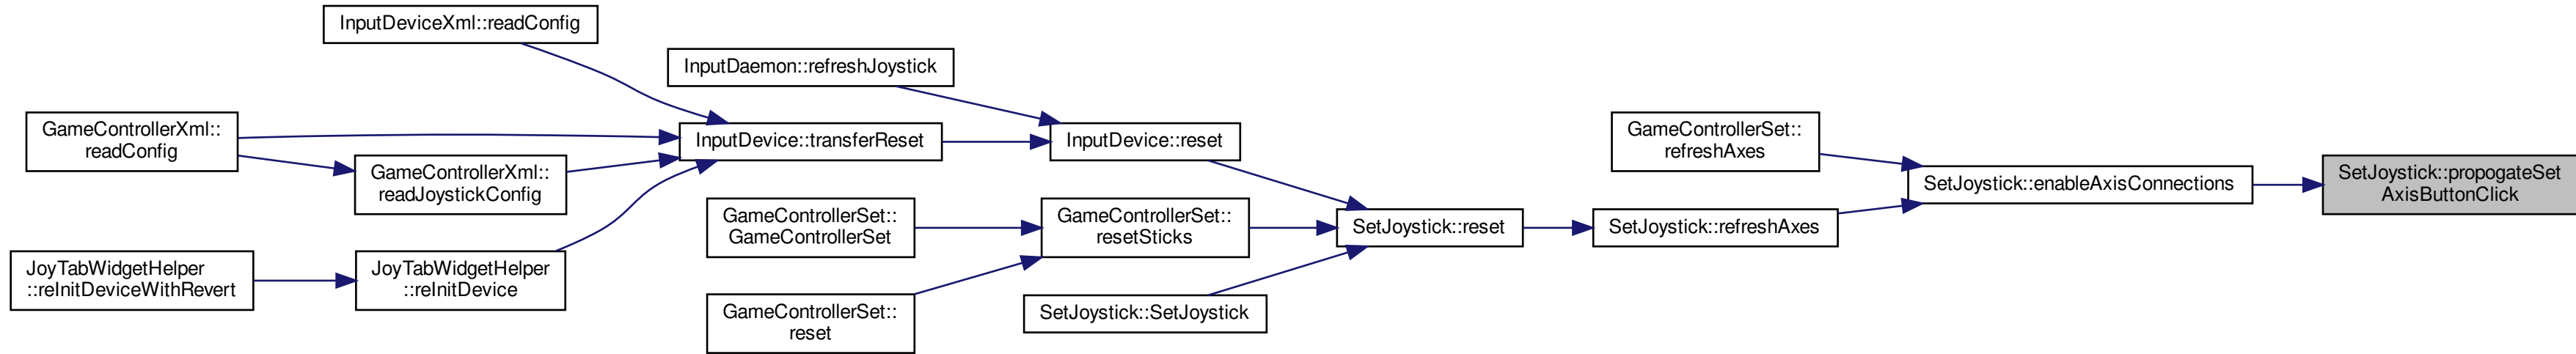 InputDeviceXml::readConfig
InputDaemon::refreshJoystick
GameControllerXml::
readConfig
GameControllerXml::
readJoystickConfig
JoyTabWidgetHelper
::reInitDeviceWithRevert
JoyTabWidgetHelper
::reInitDevice
InputDevice::transferReset
GameControllerSet::
GameControllerSet
GameControllerSet::
reset
InputDevice::reset
GameControllerSet::
resetSticks
SetJoystick::SetJoystick
SetJoystick::reset
GameControllerSet::
refreshAxes
SetJoystick::refreshAxes
SetJoystick::enableAxisConnections
SetJoystick::propogateSet
AxisButtonClick